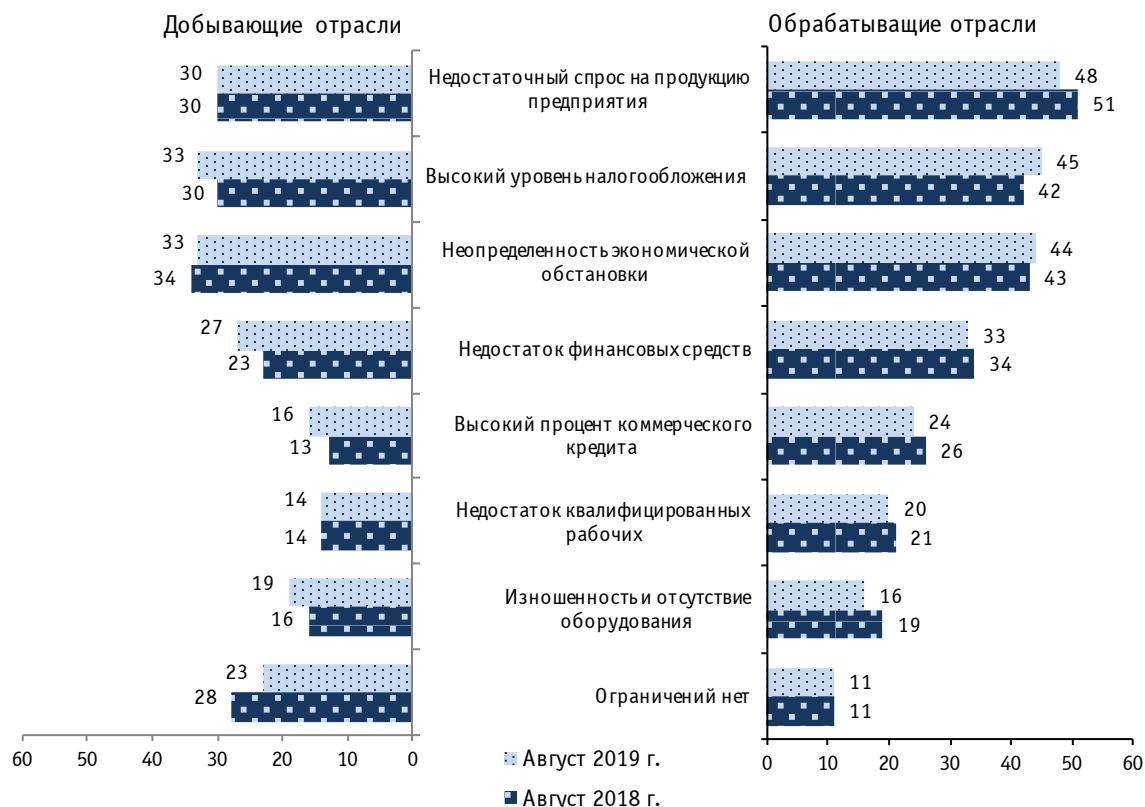 Добывающие отрасли
Обрабатыващие отрасли
30
30
Недостаточный спрос на продукцию
предприятия
48
51
33
30
Высокий уровень налогообложения
45
42
33
34
Неопределенность экономической
обстановки
44
43
27
23
Недостаток финансовых средств
33
34
16
13
Высокий процент коммерческого
кредита
24
26
14
14
Недостаток квалифицированных
рабочих
20
21
19
16
Изношенность и отсутствие
оборудования
16
19
23
28
Ограничений нет
11
11
60 50 40 30 20 10 0
0 10 20 30 40 50 60
Август 2019 г.
Август 2018 г.